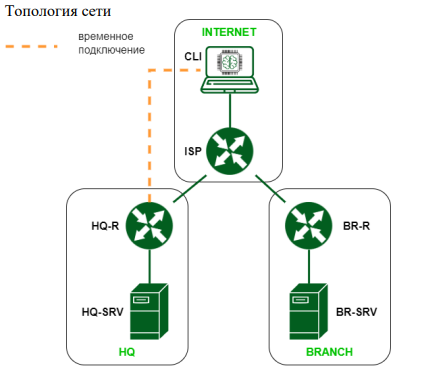 Топология сети
временное
подключение
INTERNET
CLI
ISP
HQ-R
BR-R
HQ-SRV
BR-SRV
HQ
BRANCH